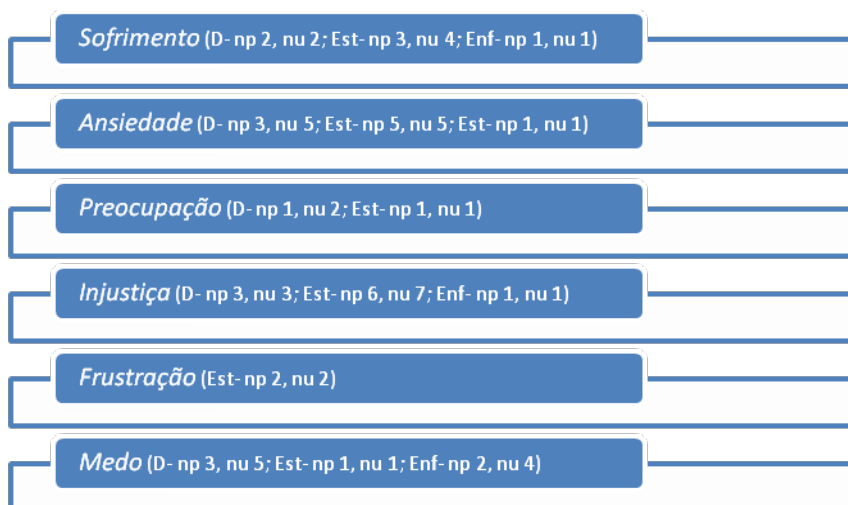 Sofrimento (D- np 2, nu 2; Est- np 3, nu 4; Enf- np 1, nu 1)
Ansiedade (D- np 3, nu 5; Est- np 5, nu 5; Est- np 1, nu 1)
Preocupação (D- np 1, nu 2; Est- np 1, nu 1)
Injustiça (D- np 3, nu 3; Est- np 6, nu 7; Enf- np 1, nu 1)
Frustração (Est- np 2, nu 2)
Medo (D- np 3, nu 5; Est- np 1, nu 1; Enf- np 2, nu 4)